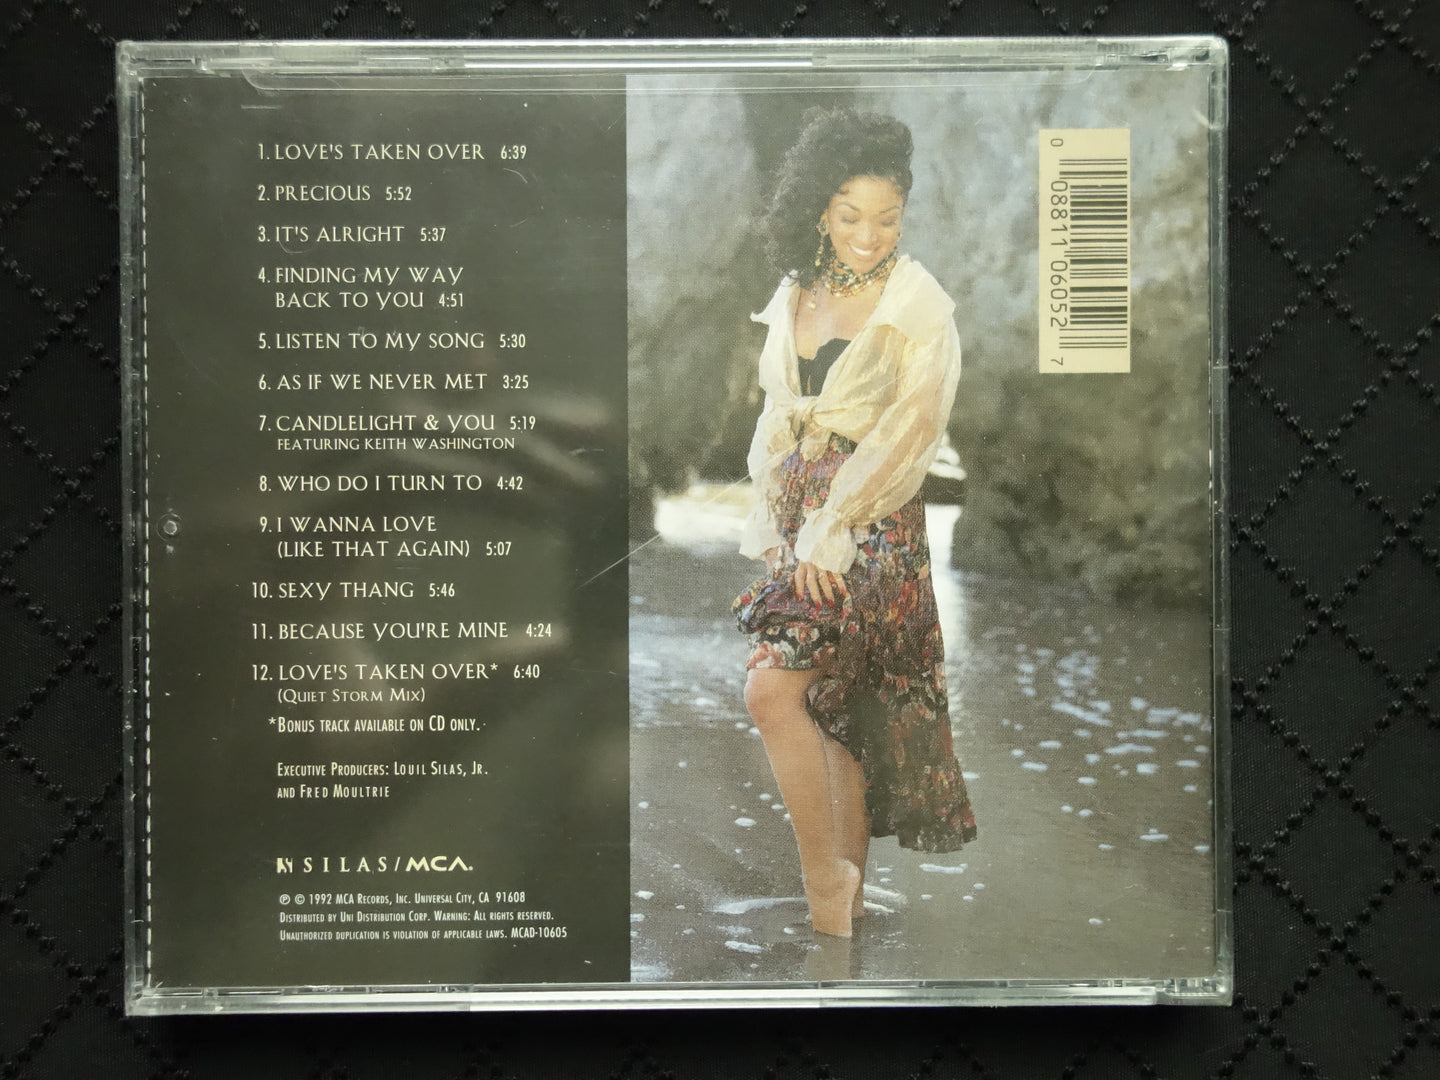 1. LOVE'S TAKEN OVER 6:39
2. PRECIOUS 5:52
3. IT'S ALRIGHT 5:37
4. FINDING MY WAY
BACK TO YOU 4:51
5. LISTEN TO MY SONG 5:30
6. AS IF WE NEVER MET 3:25
7. CANDLELIGHT & YOU 5:19
FEATURING KEITH WASHINGTON
8. WHO DO I TURN TO 4:42
9. I WANNA LOVE
(LIKE THAT AGAIN) 5:07
10. SEXY THANG 5:46
11. BECAUSE YOU'RE MINE 4:24
12. LOVE'S TAKEN OVER* 6:40
(QUIET STORM MIX)
*BONUS TRACK AVAILABLE ON CD ONLY.
EXECUTIVE PRODUCERS: LOUIL SILAS, JR.
AND FRED MOULTRIE
SILAS/MCA.
℗ © 1992 MCA RECORDS, INC. UNIVERSAL CITY, CA 91608
DISTRIBUTED BY UNI DISTRIBUTION CORP. WARNING: ALL RIGHTS RESERVED.
UNAUTHORIZED DUPLICATION IS VIOLATION OF APPLICABLE LAWS. MCAD-10605
0 08811 06052 7